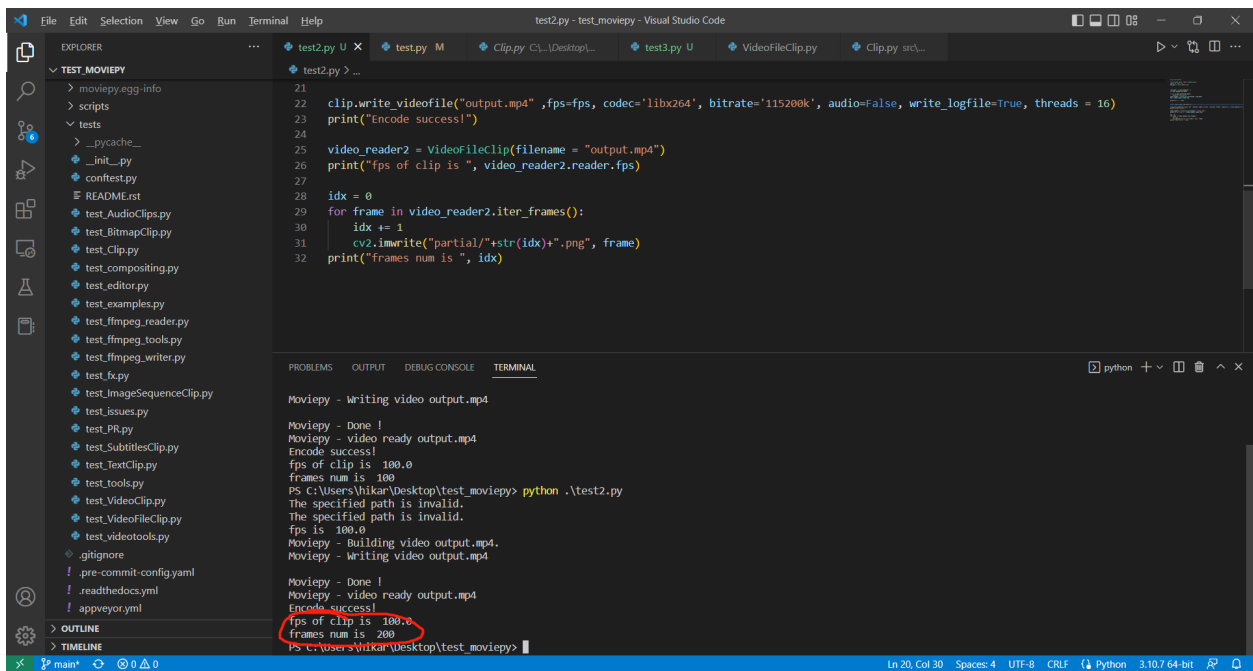 File Edit Selection View Go Run Terminal Help
test2.py - test_moviepy - Visual Studio Code
EXPLORER
TEST_MOVIEPY
moviepy.egg-info
scripts
tests
__pycache__
__init__.py
conftest.py
README.rst
test_AudioClips.py
test_BitmapClip.py
test_Clip.py
test_compositing.py
test_editor.py
test_examples.py
test_ffmpeg_reader.py
test_ffmpeg_tools.py
test_ffmpeg_writer.py
test_fx.py
test_ImageSequenceClip.py
test_issues.py
test_PR.py
test_SubtitlesClip.py
test_TextClip.py
test_tools.py
test_VideoClip.py
test_VideoFileClip.py
test_videotools.py
.gitignore
.pre-commit-config.yaml
.readthedocs.yml
appveyor.yml
OUTLINE
TIMELINE
6
test2.py U test.py M Clip.py C:\...\Desktop\... test3.py U VideoFileClip.py Clip.py src\...
test2.py > ...
21
22 clip.write_videofile("output.mp4" ,fps=fps, codec='libx264', bitrate='115200k', audio=False, write_logfile=True, threads = 16)
23 print("Encode success!")
24
25 video_reader2 = VideoFileClip(filename = "output.mp4")
26 print("fps of clip is ", video_reader2.reader.fps)
27
28 idx = 0
29 for frame in video_reader2.iter_frames():
30 idx += 1
31 cv2.imwrite("partial/"+str(idx)+".png", frame)
32 print("frames num is ", idx)
PROBLEMS OUTPUT DEBUG CONSOLE TERMINAL
python
Moviepy - Writing video output.mp4
Moviepy - Done !
Moviepy - video ready output.mp4
Encode success!
fps of clip is 100.0
frames num is 100
PS C:\Users\hikar\Desktop\test_moviepy> python .\test2.py
The specified path is invalid.
The specified path is invalid.
fps is 100.0
Moviepy - Building video output.mp4.
Moviepy - Writing video output.mp4
Moviepy - Done !
Moviepy - video ready output.mp4
Encode success!
fps of clip is 100.0
frames num is 200
PS C:\Users\hikar\Desktop\test_moviepy>
main* 0 0 Ln 20, Col 30 Spaces: 4 UTF-8 CRLF Python 3.10.7 64-bit